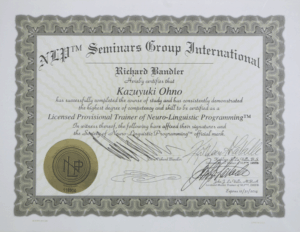 NLP™ Seminars Group International
Richard Bandler
Hereby certifies that
Kazuyuki Ohno
has successfully completed the course of study and has consistently demonstrated
the highest degree of competency and shall be entitled as a
Licensed Provisional Trainer of Neuro-Linguistic Programming™
In witness thereof, the following have affixed their signatures and
the Society of Neuro-Linguistic Programming™ official mark.
NLP